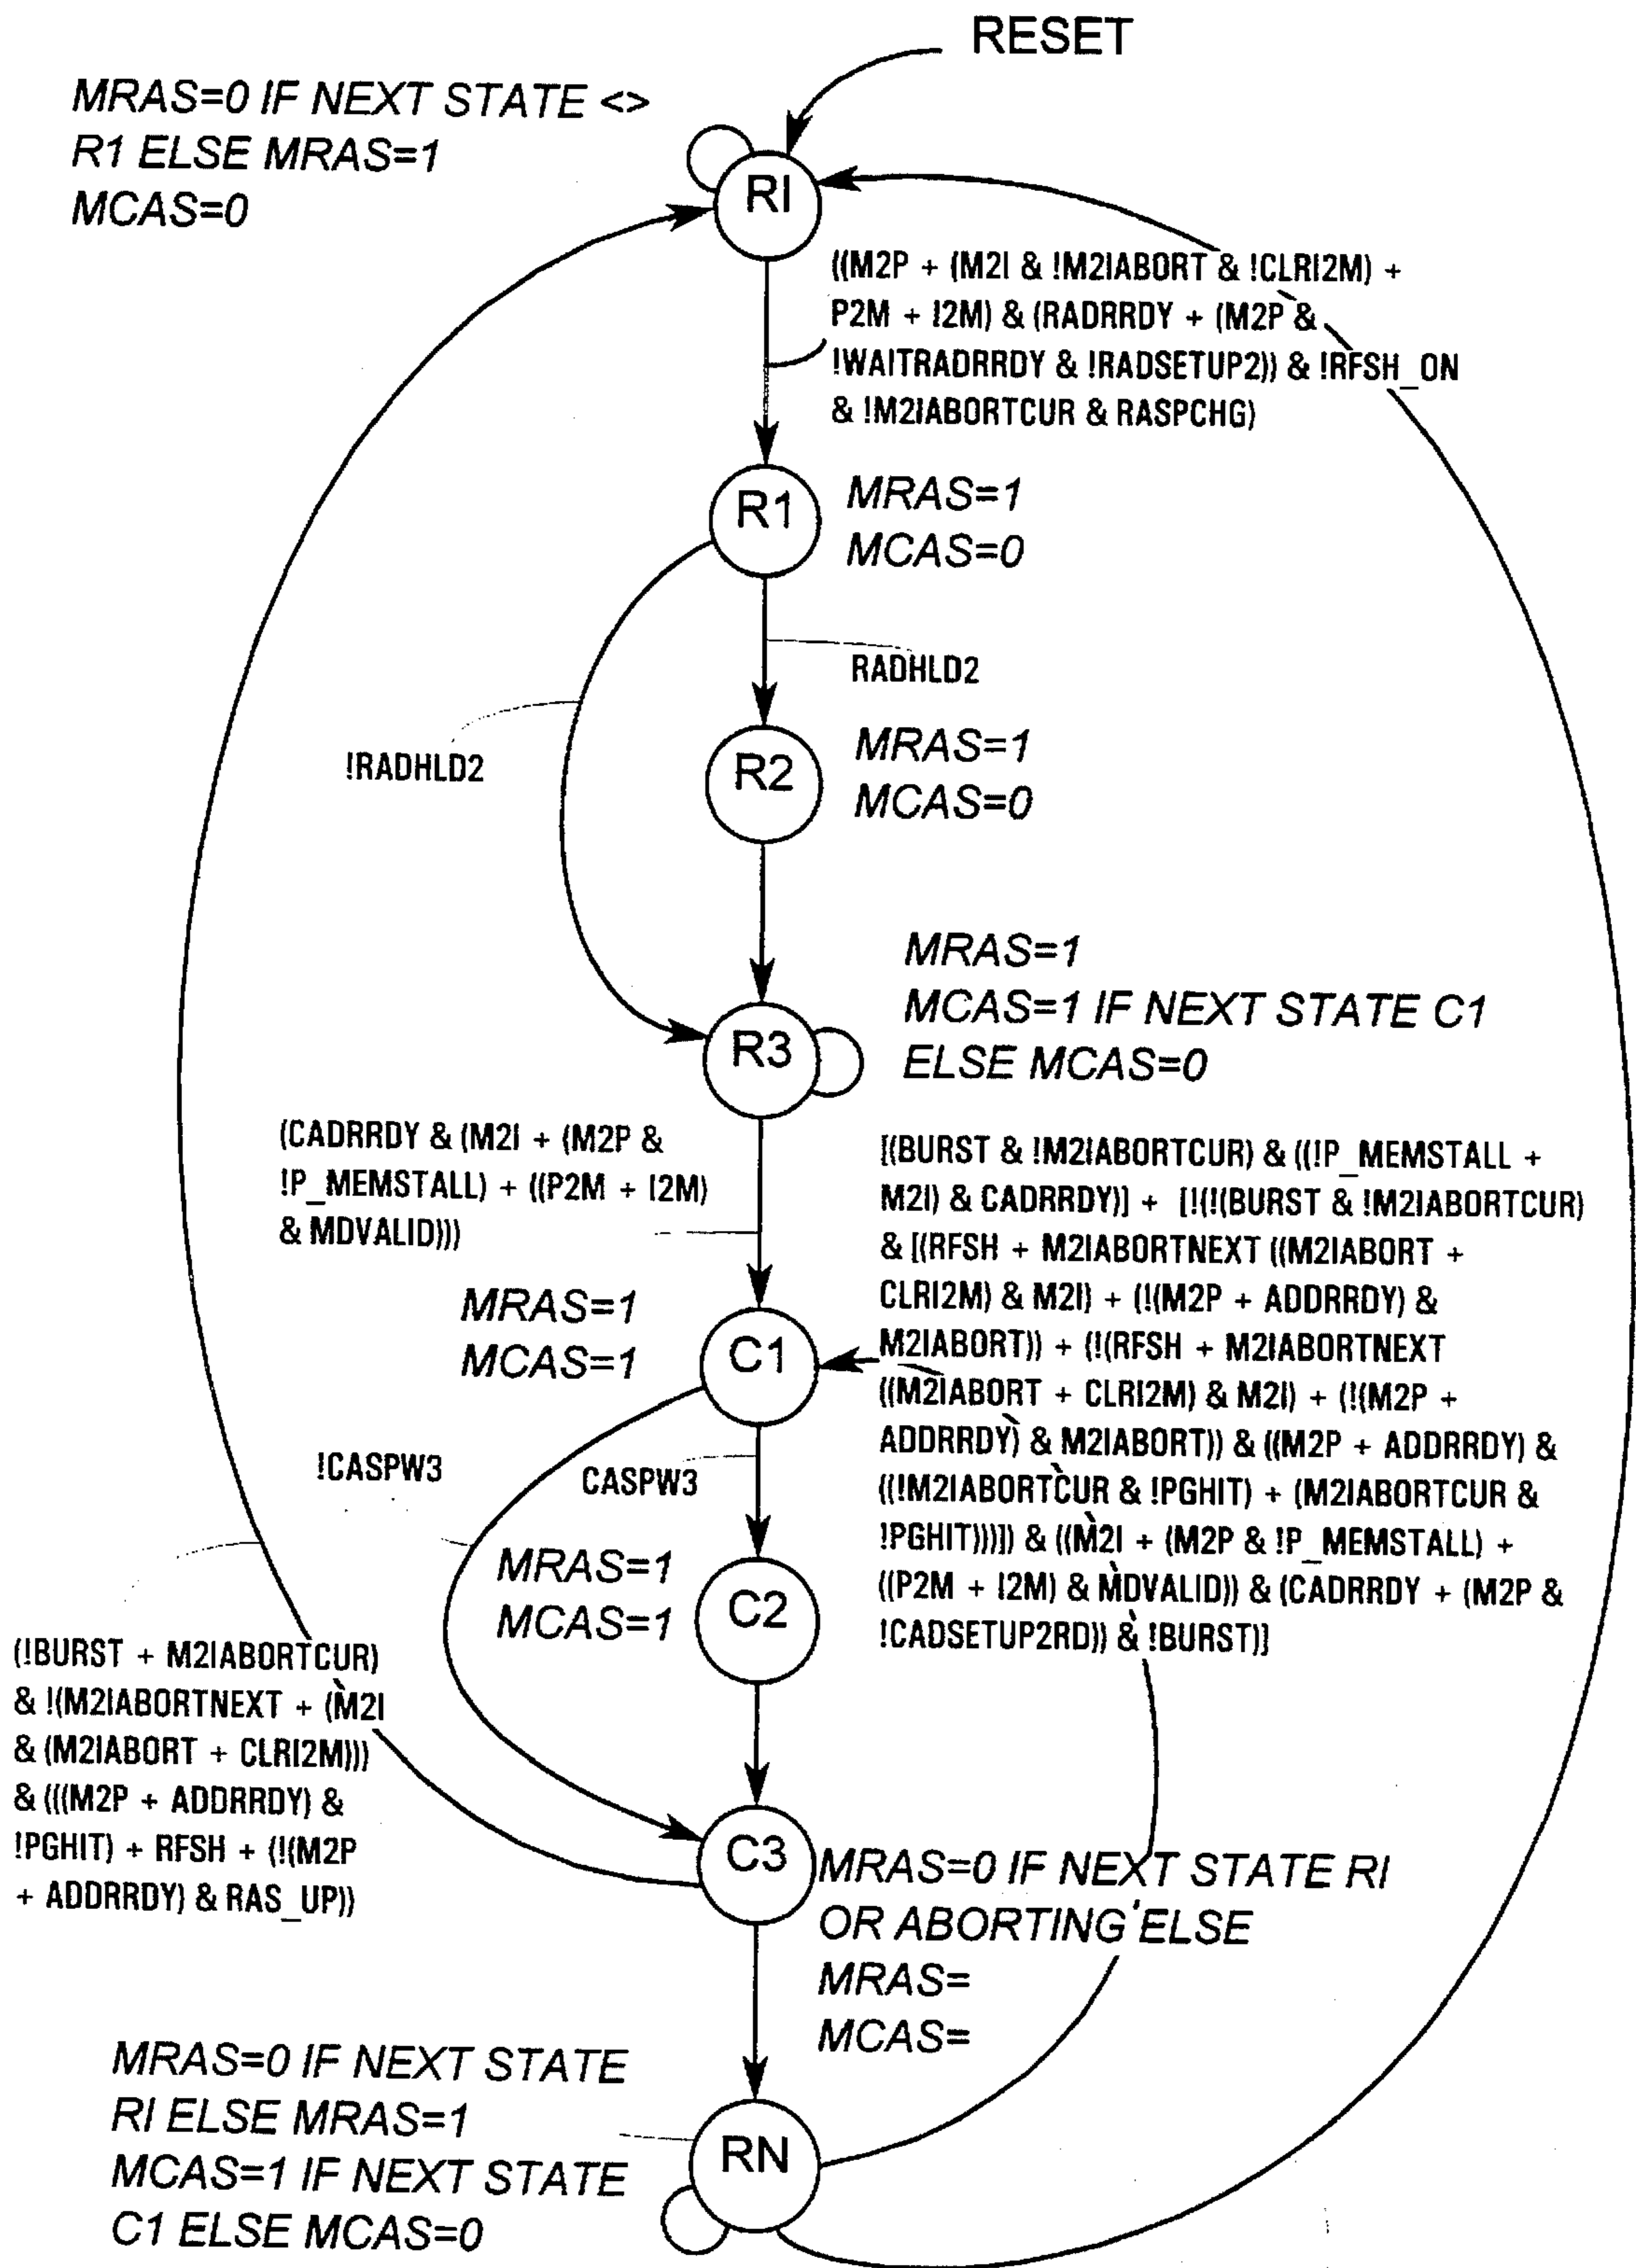 RESET
MRAS=0 IF NEXT STATE <>
R1 ELSE MRAS=1
MCAS=0
RI
((M2P + (M2I & !M2IABORT & !CLRI2M) +
P2M + I2M) & (RADRRDY + (M2P &
!WAITRADRRDY & !RADSETUP2)) & !RFSH_ON
& !M2IABORTCUR & RASPCHG)
R1
MRAS=1
MCAS=0
RADHLD2
!RADHLD2
R2
MRAS=1
MCAS=0
MRAS=1
MCAS=1 IF NEXT STATE C1
ELSE MCAS=0
R3
(CADRRDY & (M2I + (M2P &
!P_MEMSTALL) + ((P2M + I2M)
& MDVALID)))
[(BURST & !M2IABORTCUR) & ((!P_MEMSTALL +
M2I) & CADRRDY)] + [!(!(BURST & !M2IABORTCUR)
& [(RFSH + M2IABORTNEXT ((M2IABORT +
CLRI2M) & M2I) + (!(M2P + ADDRRDY) &
M2IABORT)) + (!(RFSH + M2IABORTNEXT
((M2IABORT + CLRI2M) & M2I) + (!(M2P +
ADDRRDY) & M2IABORT)) & ((M2P + ADDRRDY) &
((!M2IABORTCUR & !PGHIT) + (M2IABORTCUR &
!PGHIT)))]) & ((M2I + (M2P & !P_MEMSTALL) +
((P2M + I2M) & MDVALID)) & (CADRRDY + (M2P &
!CADSETUP2RD)) & !BURST)]
MRAS=1
MCAS=1
C1
!CASPW3
CASPW3
MRAS=1
MCAS=1
C2
(!BURST + M2IABORTCUR)
& !(M2IABORTNEXT + (M2I
& (M2IABORT + CLRI2M)))
& (((M2P + ADDRRDY) &
!PGHIT) + RFSH + (!(M2P
+ ADDRRDY) & RAS_UP))
C3
MRAS=0 IF NEXT STATE RI
OR ABORTING ELSE
MRAS=
MCAS=
MRAS=0 IF NEXT STATE
RI ELSE MRAS=1
MCAS=1 IF NEXT STATE
C1 ELSE MCAS=0
RN